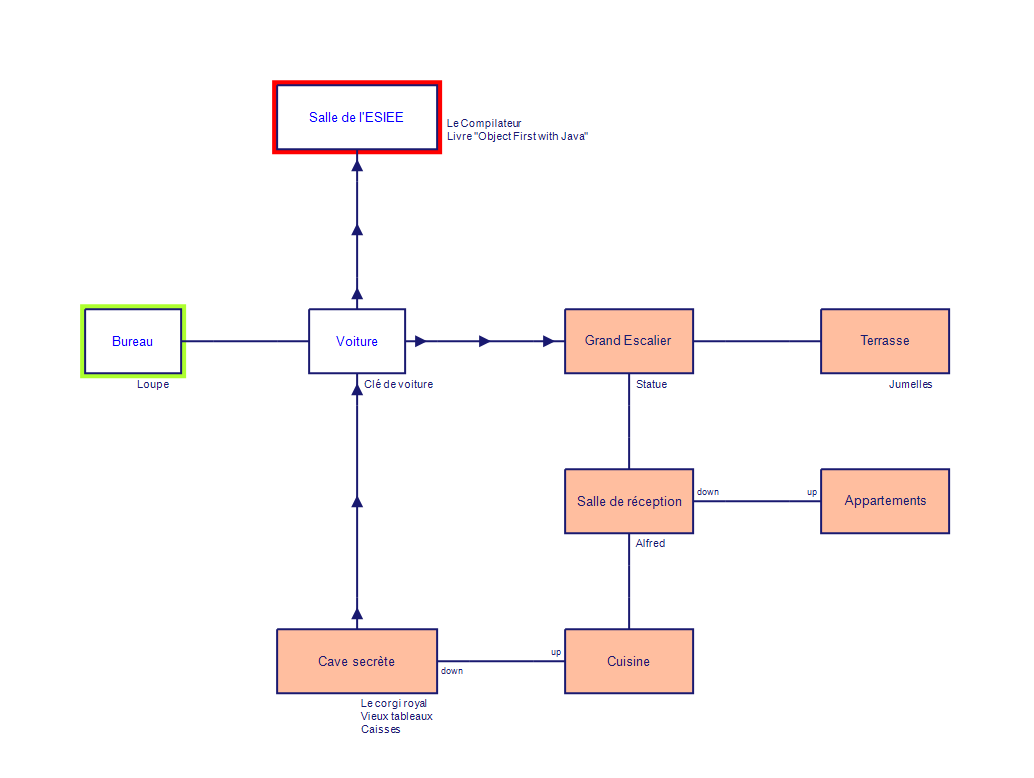 Salle de l'ESIEE
Le Compilateur
Livre "Object First with Java"
Bureau
Voiture
Grand Escalier
Terrasse
Loupe
Clé de voiture
Statue
Jumelles
Salle de réception
down
up
Appartements
Alfred
Cave secrète
down
up
Cuisine
Le corgi royal
Vieux tableaux
Caisses